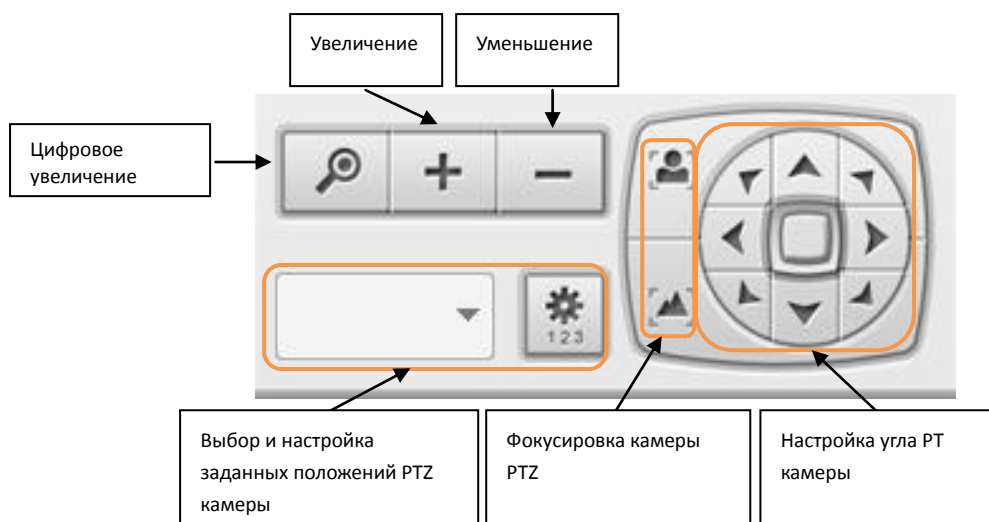 Увеличение
Уменьшение
Цифровое
увеличение
123
Выбор и настройка
заданных положений PTZ
камеры
Фокусировка камеры
PTZ
Настройка угла PT
камеры